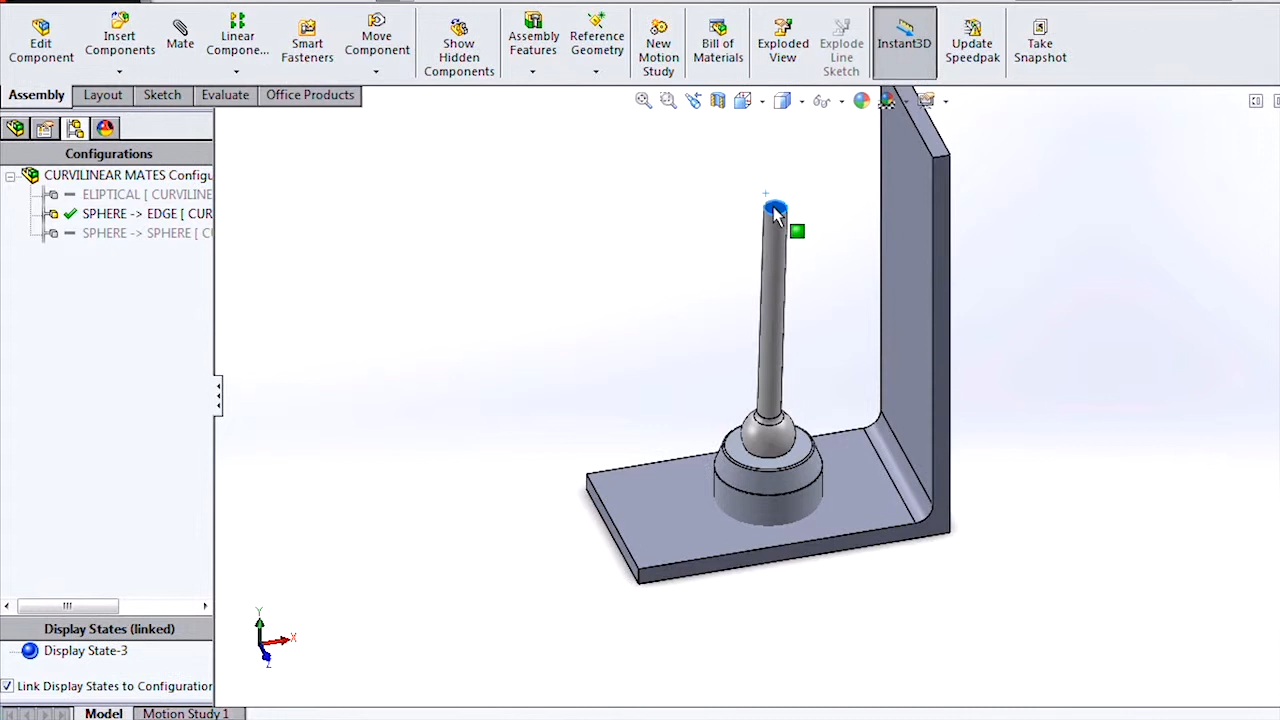 Edit Component
Insert Components
Mate
Linear Compone...
Smart Fasteners
Move Component
Show Hidden Components
Assembly Features
Reference Geometry
New Motion Study
Bill of Materials
Exploded View
Explode Line Sketch
Instant3D
Update Speedpak
Take Snapshot
Assembly Layout Sketch Evaluate Office Products
Configurations
CURVILINEAR MATES Configu
ELIPTICAL [ CURVILINE
SPHERE -> EDGE [ CUR
SPHERE -> SPHERE [ C
Y
X
Z
Display States (linked)
Display State-3
Link Display States to Configuration
Model Motion Study 1